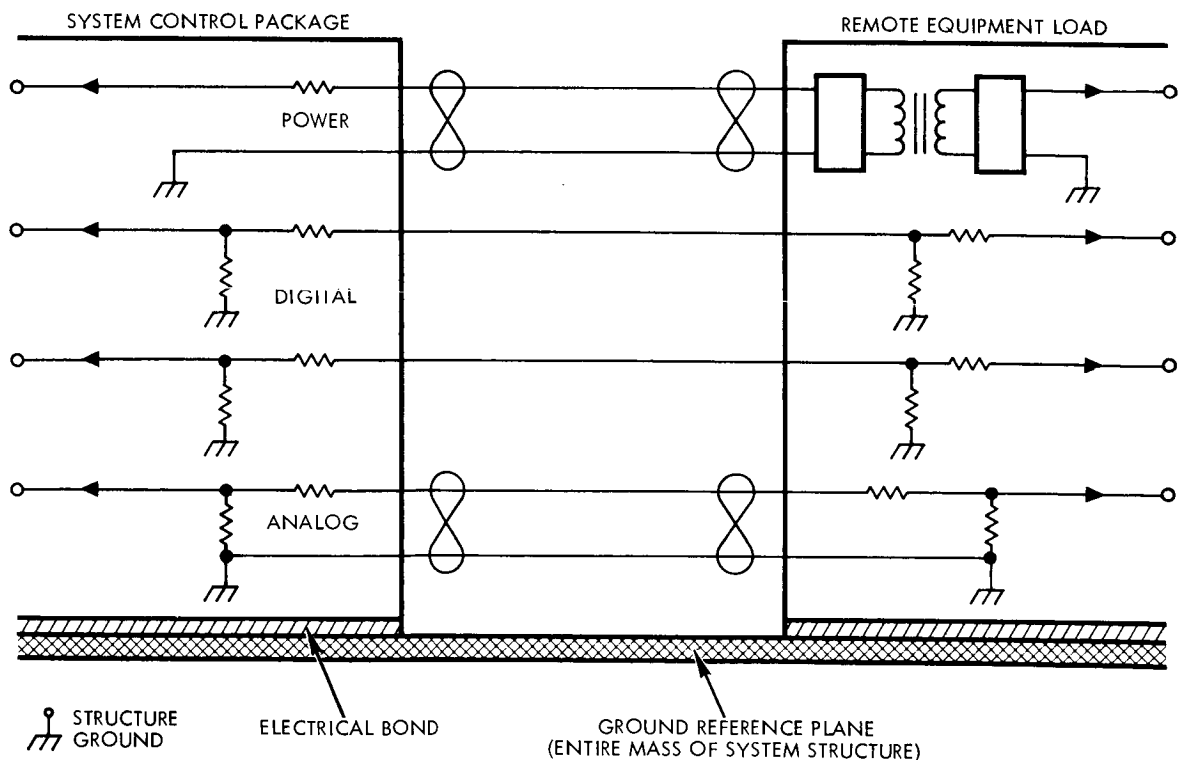 SYSTEM CONTROL PACKAGE
REMOTE EQUIPMENT LOAD
POWER
DIGITAL
ANALOG
STRUCTURE
GROUND
ELECTRICAL BOND
GROUND REFERENCE PLANE
(ENTIRE MASS OF SYSTEM STRUCTURE)